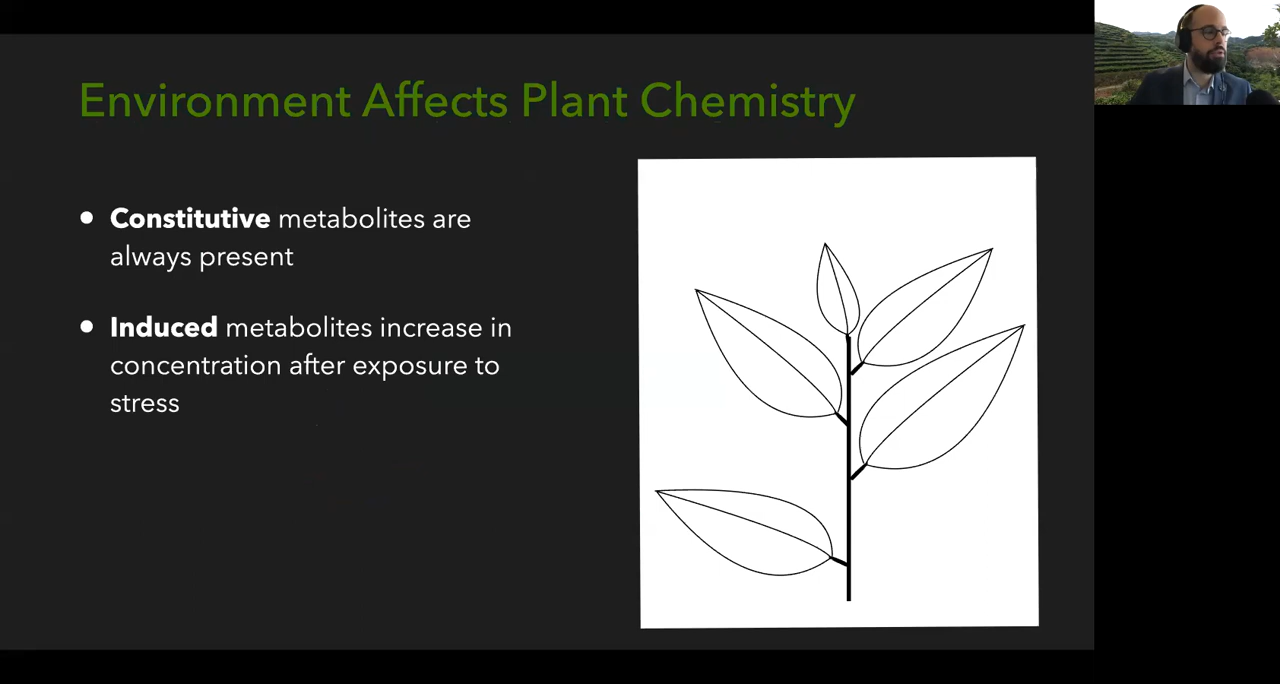 Environment Affects Plant Chemistry
• Constitutive metabolites are
always present
• Induced metabolites increase in
concentration after exposure to
stress